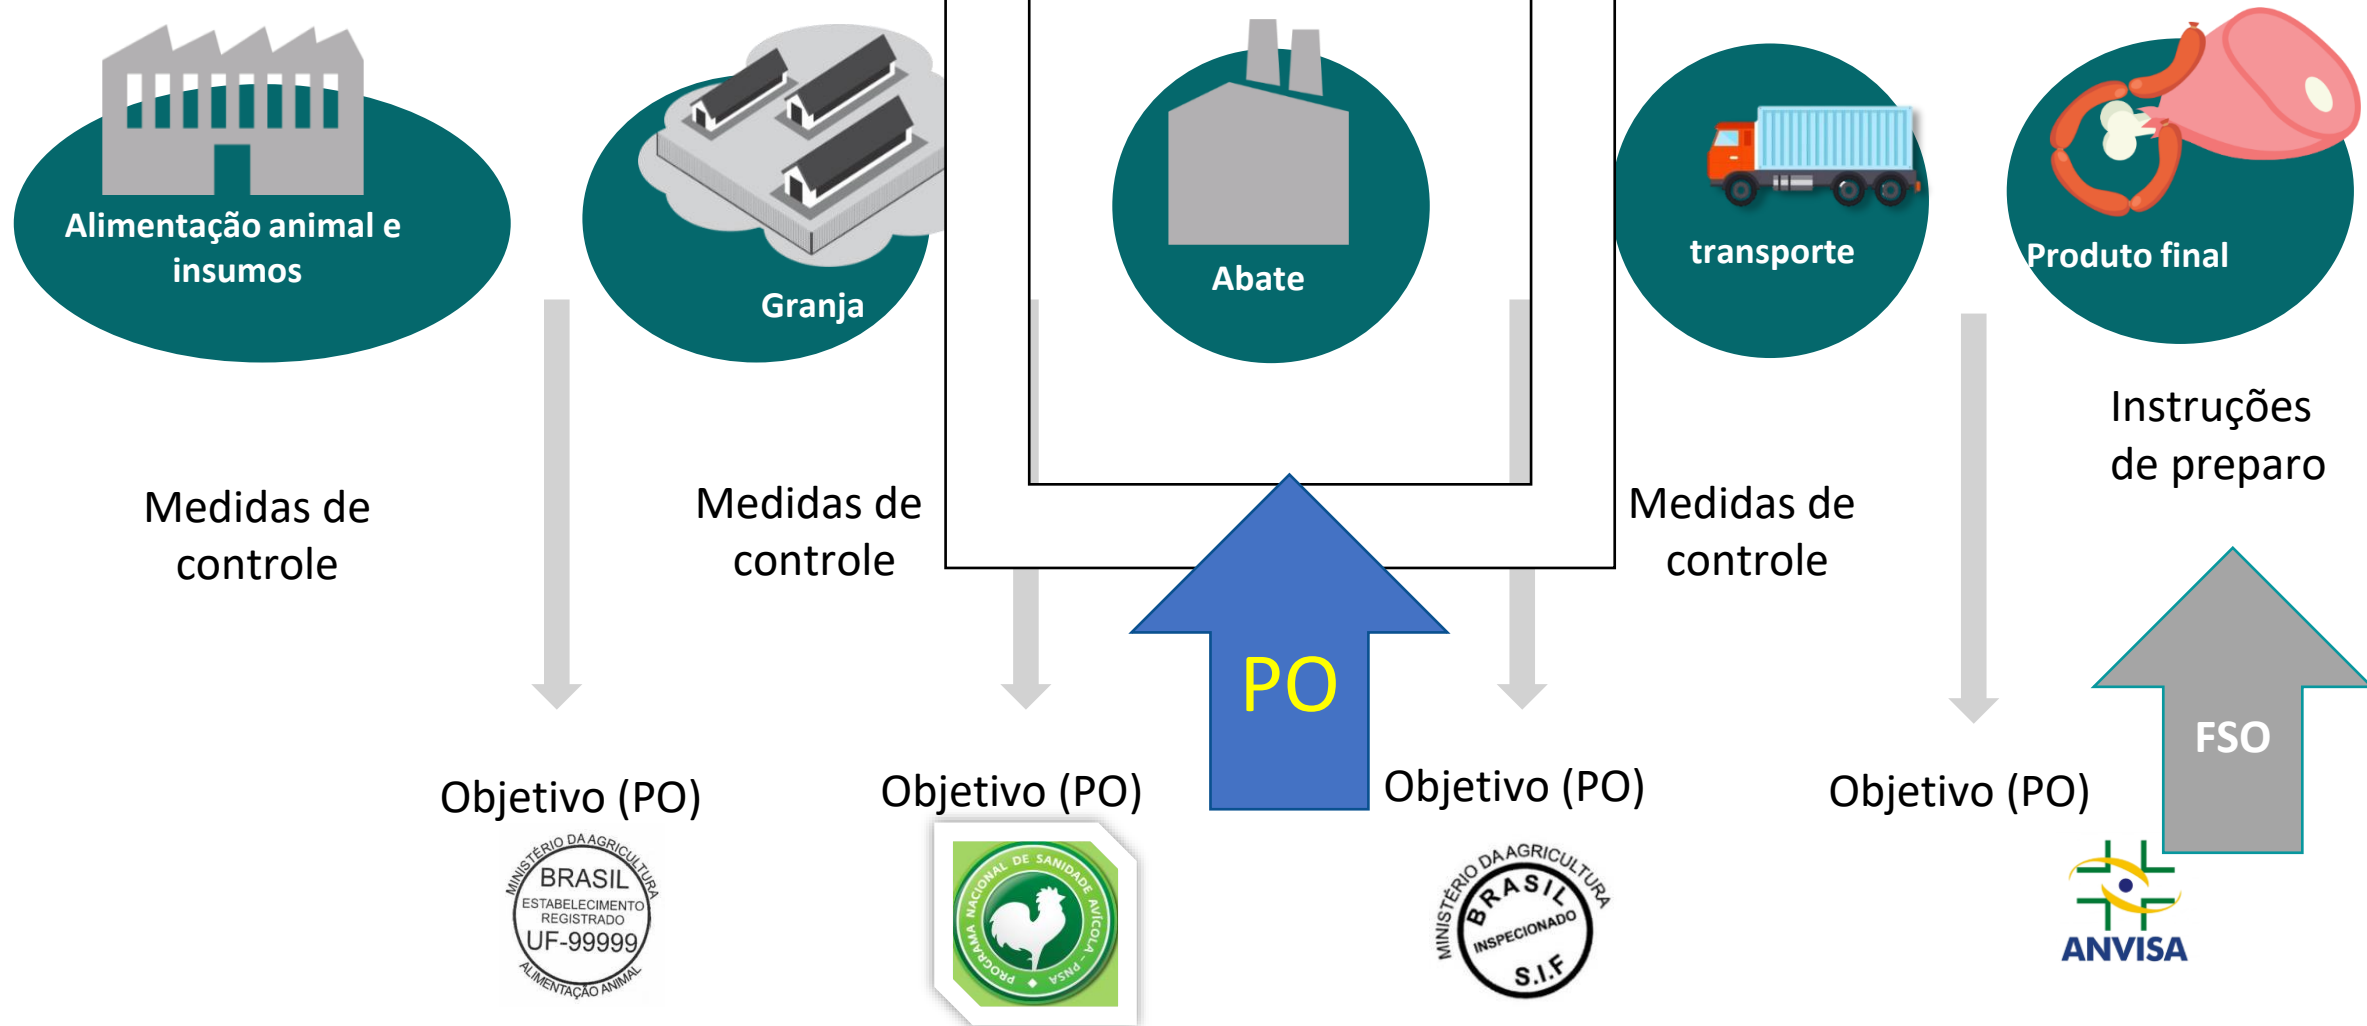 Alimentação animal e
insumos
Granja
Abate
transporte
Produto final
Medidas de
controle
Medidas de
controle
Medidas de
controle
Instruções
de preparo
PO
FSO
Objetivo (PO)
Objetivo (PO)
Objetivo (PO)
Objetivo (PO)
MINISTÉRIO DA AGRICULTURA
BRASIL
ESTABELECIMENTO
REGISTRADO
UF-99999
ALIMENTAÇÃO ANIMAL
PROGRAMA NACIONAL DE SANIDADE AVÍCOLA - PNSA
MINISTÉRIO DA AGRICULTURA
BRASIL
INSPECIONADO
S.I.F
ANVISA